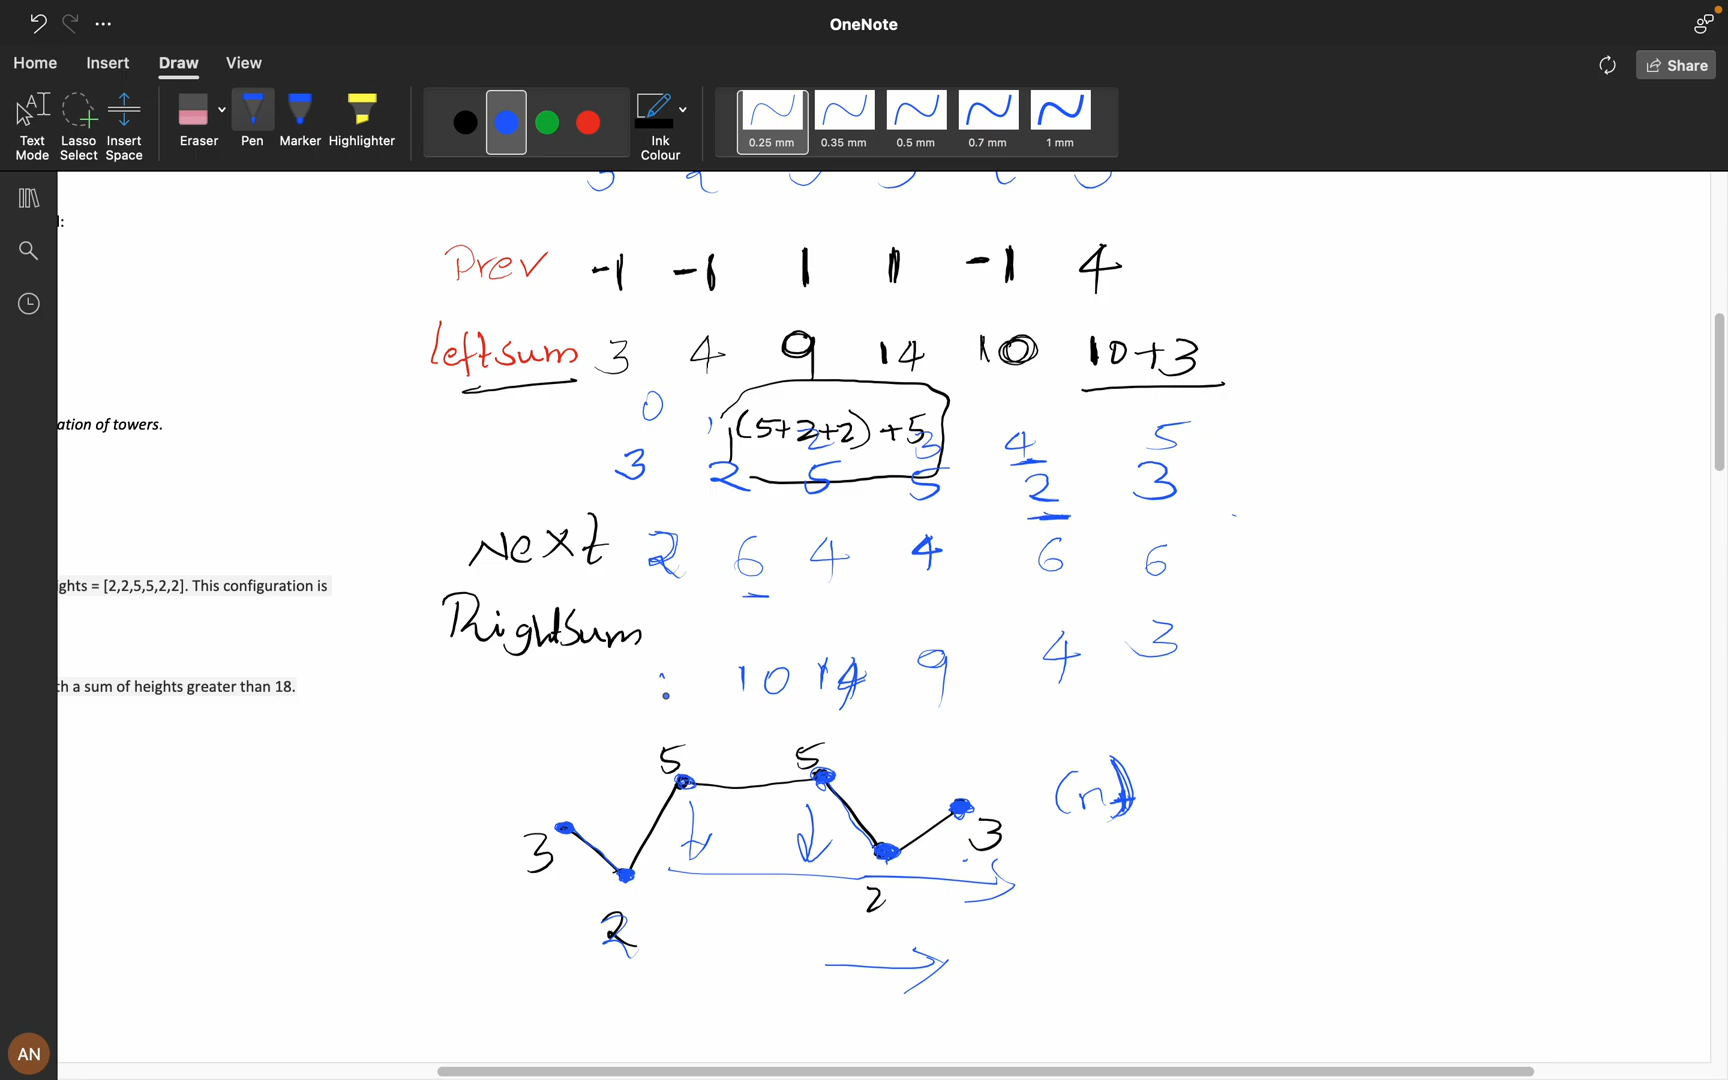 OneNote
Home Insert Draw View
Share
Text Mode Lasso Select Insert Space Eraser Pen Marker Highlighter Ink Colour 0.25 mm 0.35 mm 0.5 mm 0.7 mm 1 mm
Prev -1 -1 1 1 -1 4
leftsum 3 4 9 14 10 10+3
ation of towers.
0 1 2 3 4 5
(5+2+2)+5
3 2 5 5 2 3
Next 2 6 4 4 6 6
ghts = [2,2,5,5,2,2]. This configuration is
Rightsum
10 14 9 4 3
th a sum of heights greater than 18.
5 5
(n)
3 3
2
2
AN